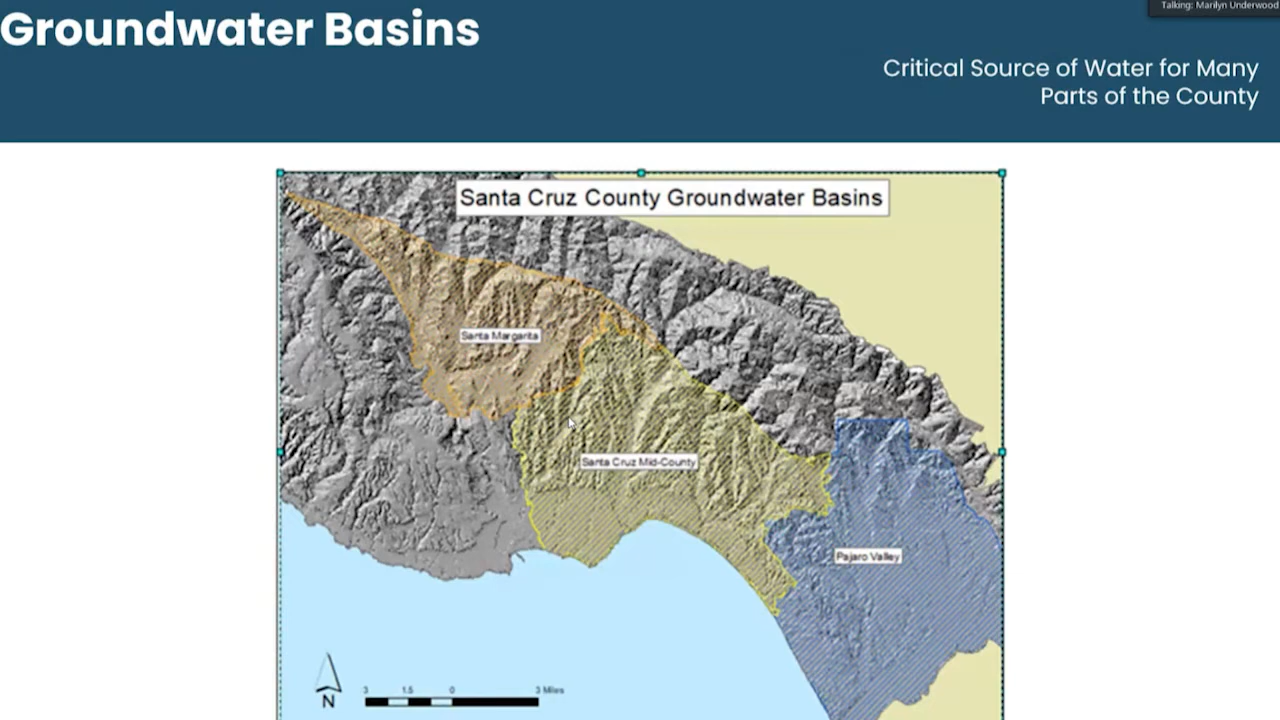 Talking: Marilyn Underwood
Groundwater Basins
Critical Source of Water for Many
Parts of the County
Santa Cruz County Groundwater Basins
Santa Margarita
Santa Cruz Mid-County
Pajaro Valley
N
3 1.5 0 3 Miles